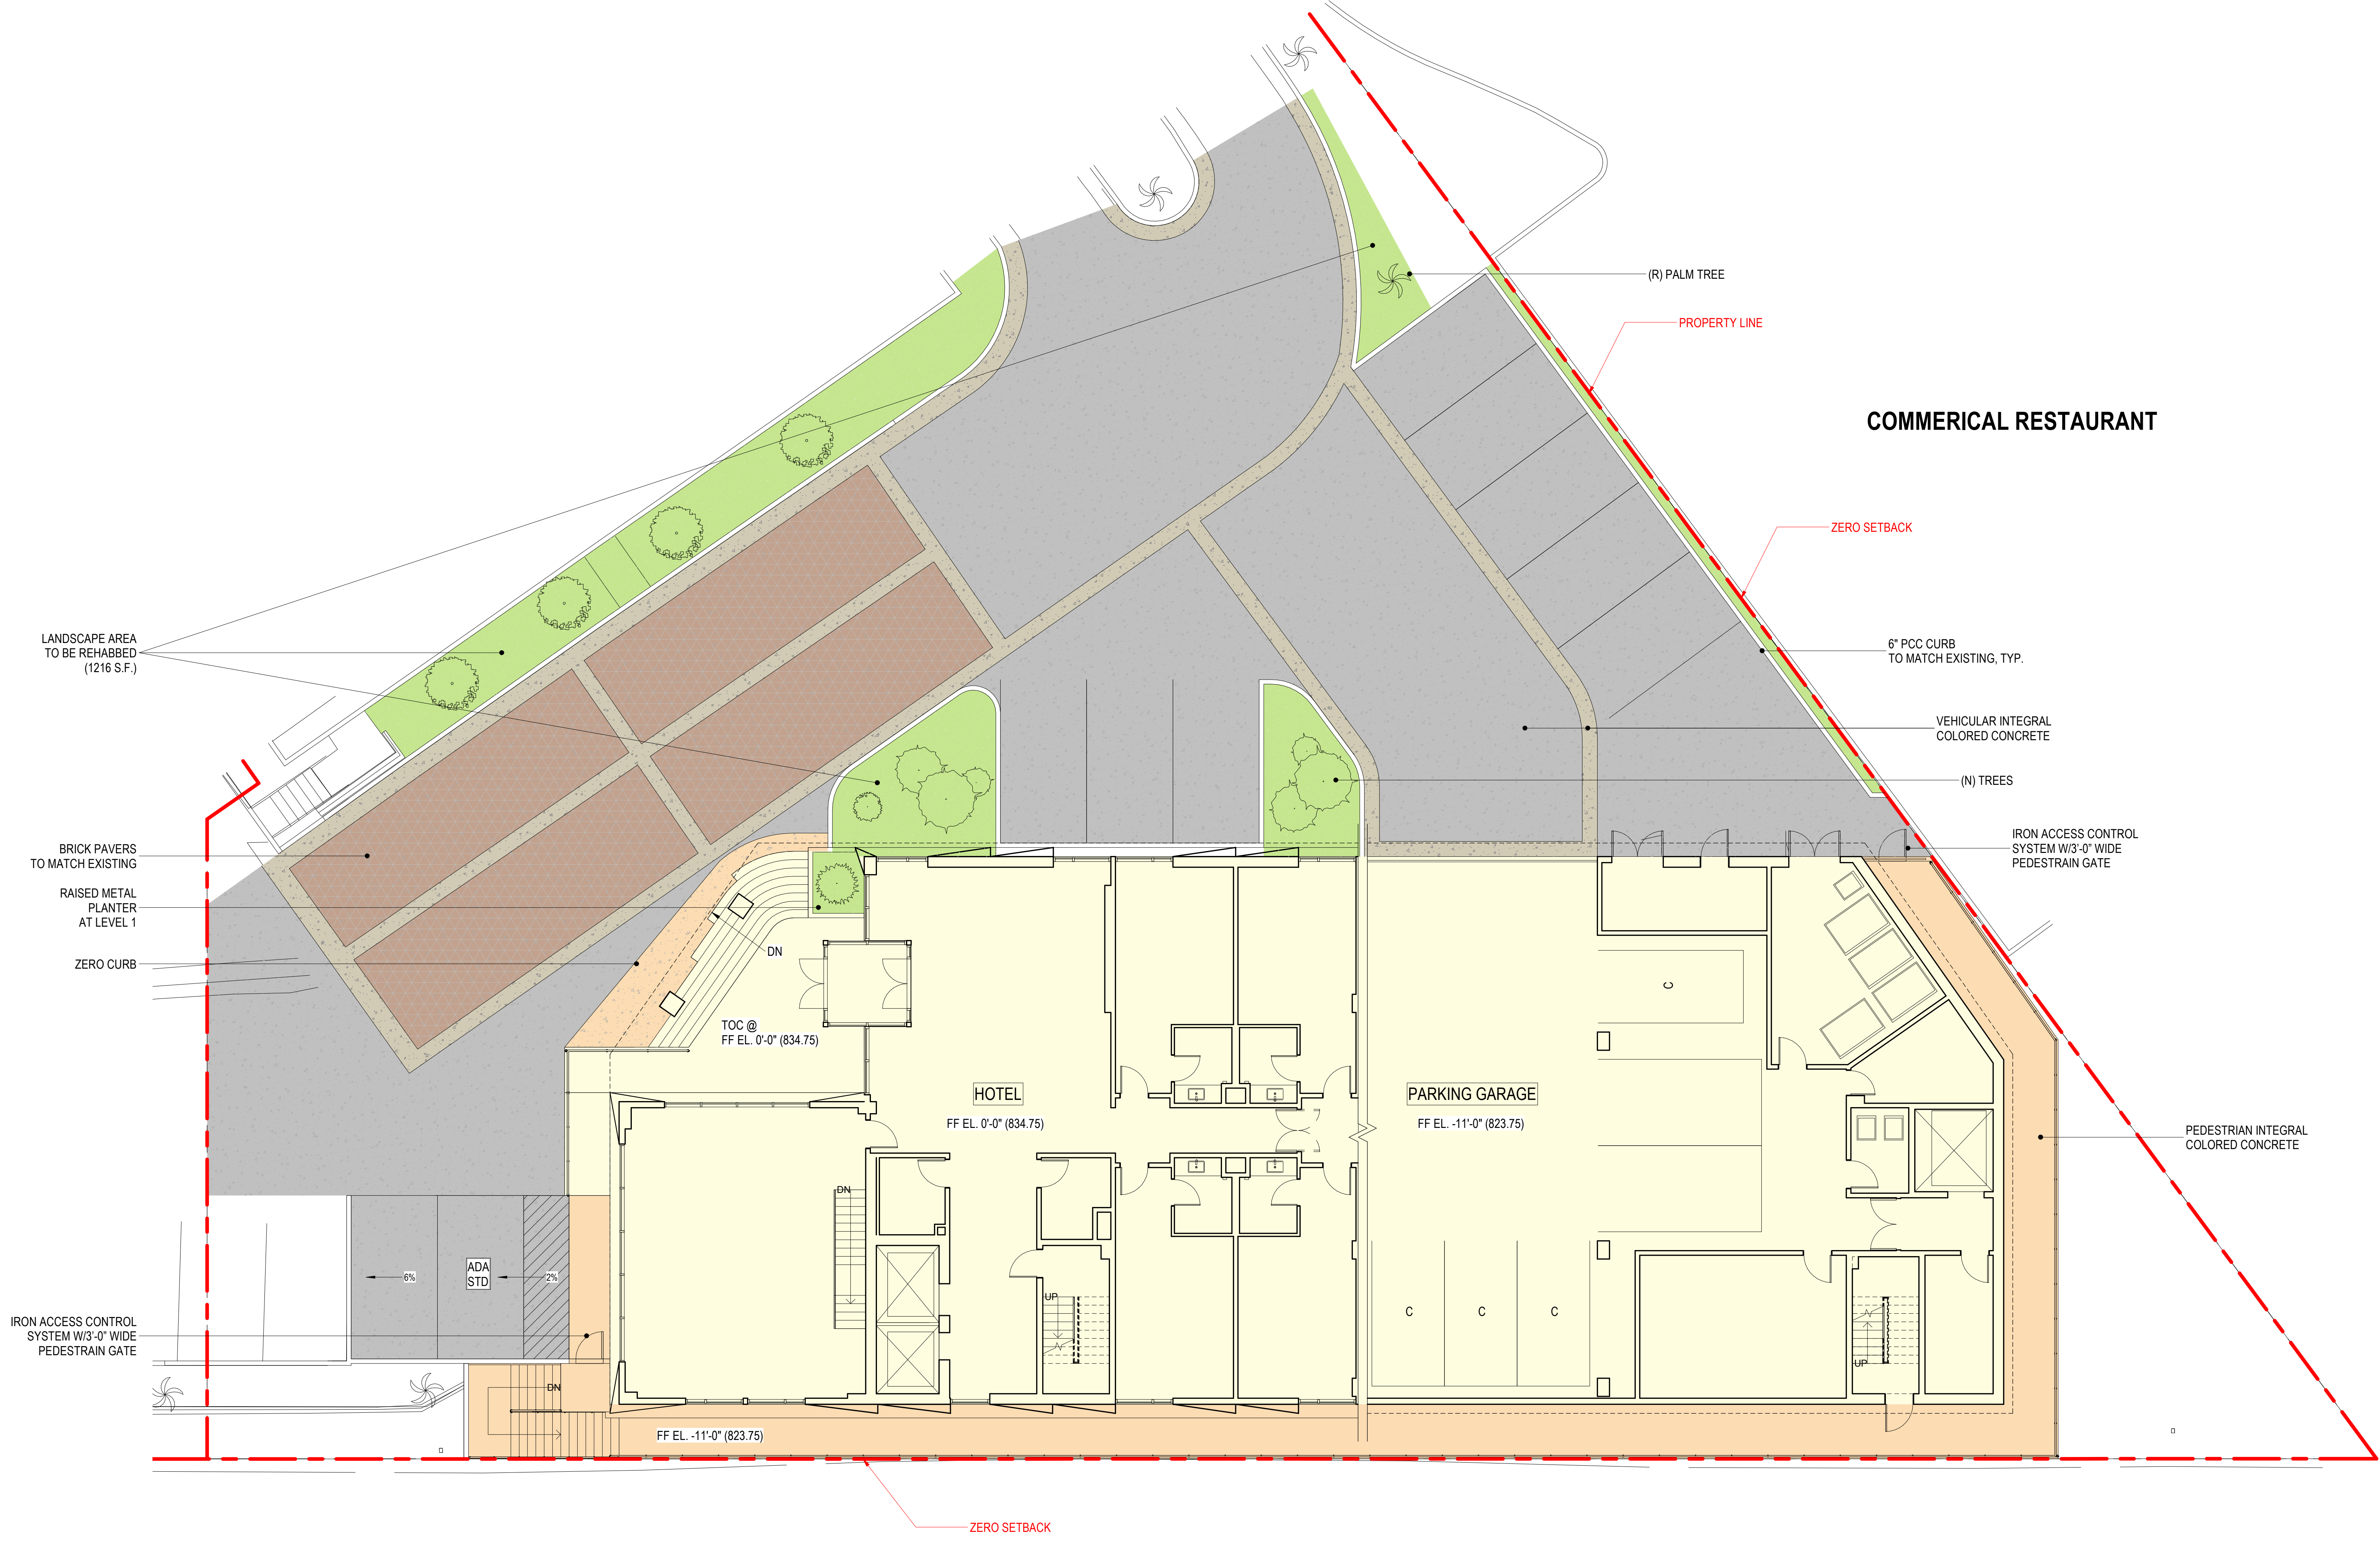 (R) PALM TREE
PROPERTY LINE
COMMERICAL RESTAURANT
ZERO SETBACK
LANDSCAPE AREA
TO BE REHABBED
(1216 S.F.)
6" PCC CURB
TO MATCH EXISTING, TYP.
VEHICULAR INTEGRAL
COLORED CONCRETE
(N) TREES
BRICK PAVERS
TO MATCH EXISTING
IRON ACCESS CONTROL
SYSTEM W/3'-0" WIDE
PEDESTRAIN GATE
RAISED METAL
PLANTER
AT LEVEL 1
ZERO CURB
DN
C
TOC @
FF EL. 0'-0" (834.75)
HOTEL
FF EL. 0'-0" (834.75)
PARKING GARAGE
FF EL. -11'-0" (823.75)
PEDESTRIAN INTEGRAL
COLORED CONCRETE
DN
6%
ADA
STD
2%
UP
C
C
C
IRON ACCESS CONTROL
SYSTEM W/3'-0" WIDE
PEDESTRAIN GATE
UP
DN
FF EL. -11'-0" (823.75)
ZERO SETBACK